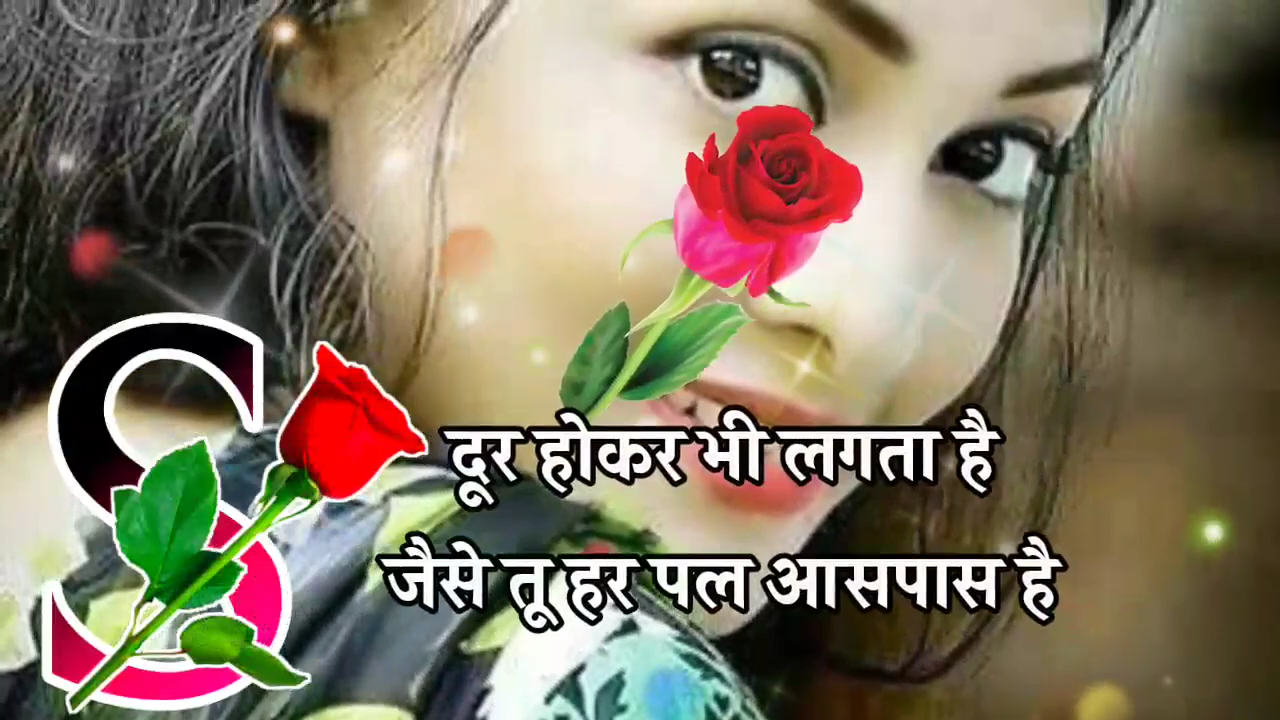 S
दूर होकर भी लगता है
जैसे तू हर पल आसपास है